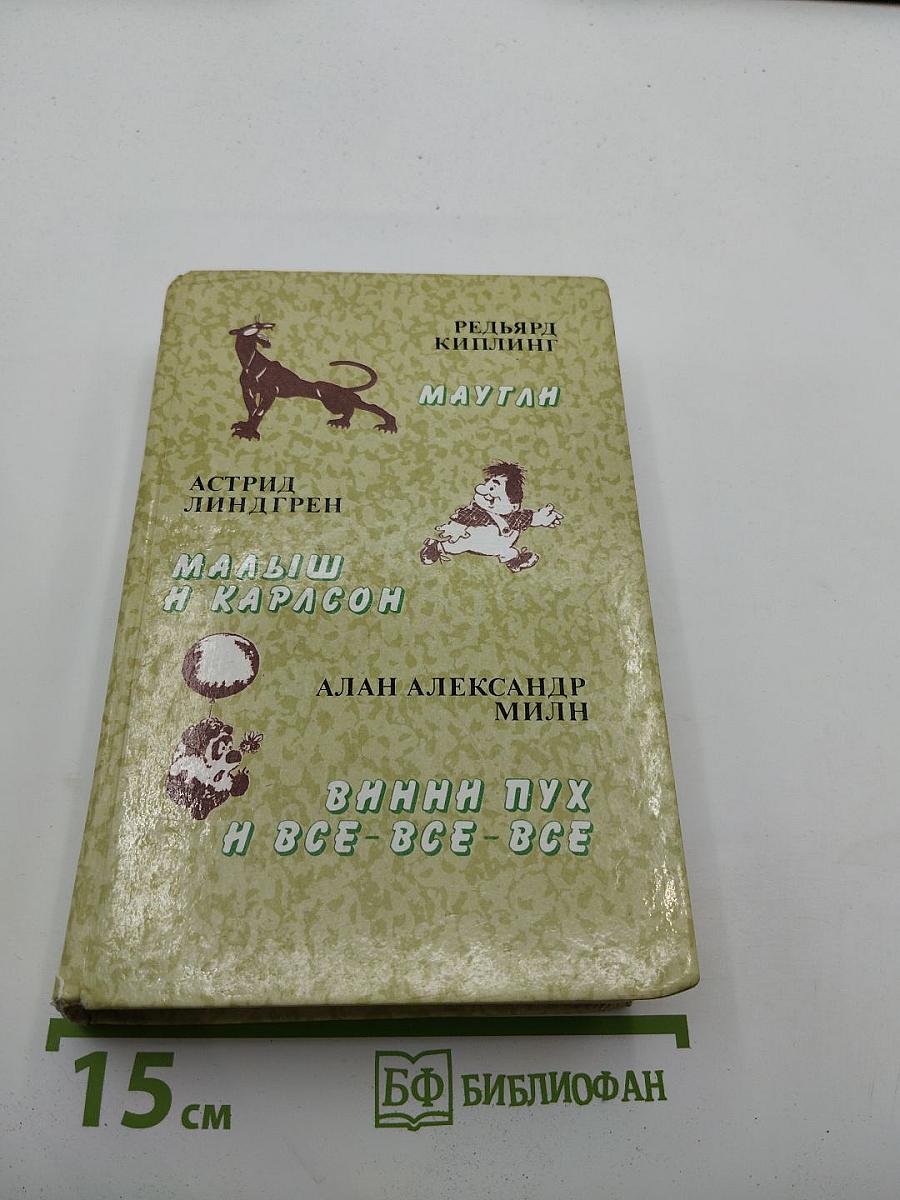 РЕДЬЯРД
КИПЛИНГ
МАУГЛИ
АСТРИД
ЛИНДГРЕН
МАЛЫШ
И КАРЛСОН
АЛАН АЛЕКСАНДР
МИЛН
ВИННИ ПУХ
И ВСЕ-ВСЕ-ВСЕ
15 см
БФ БИБЛИОФАН